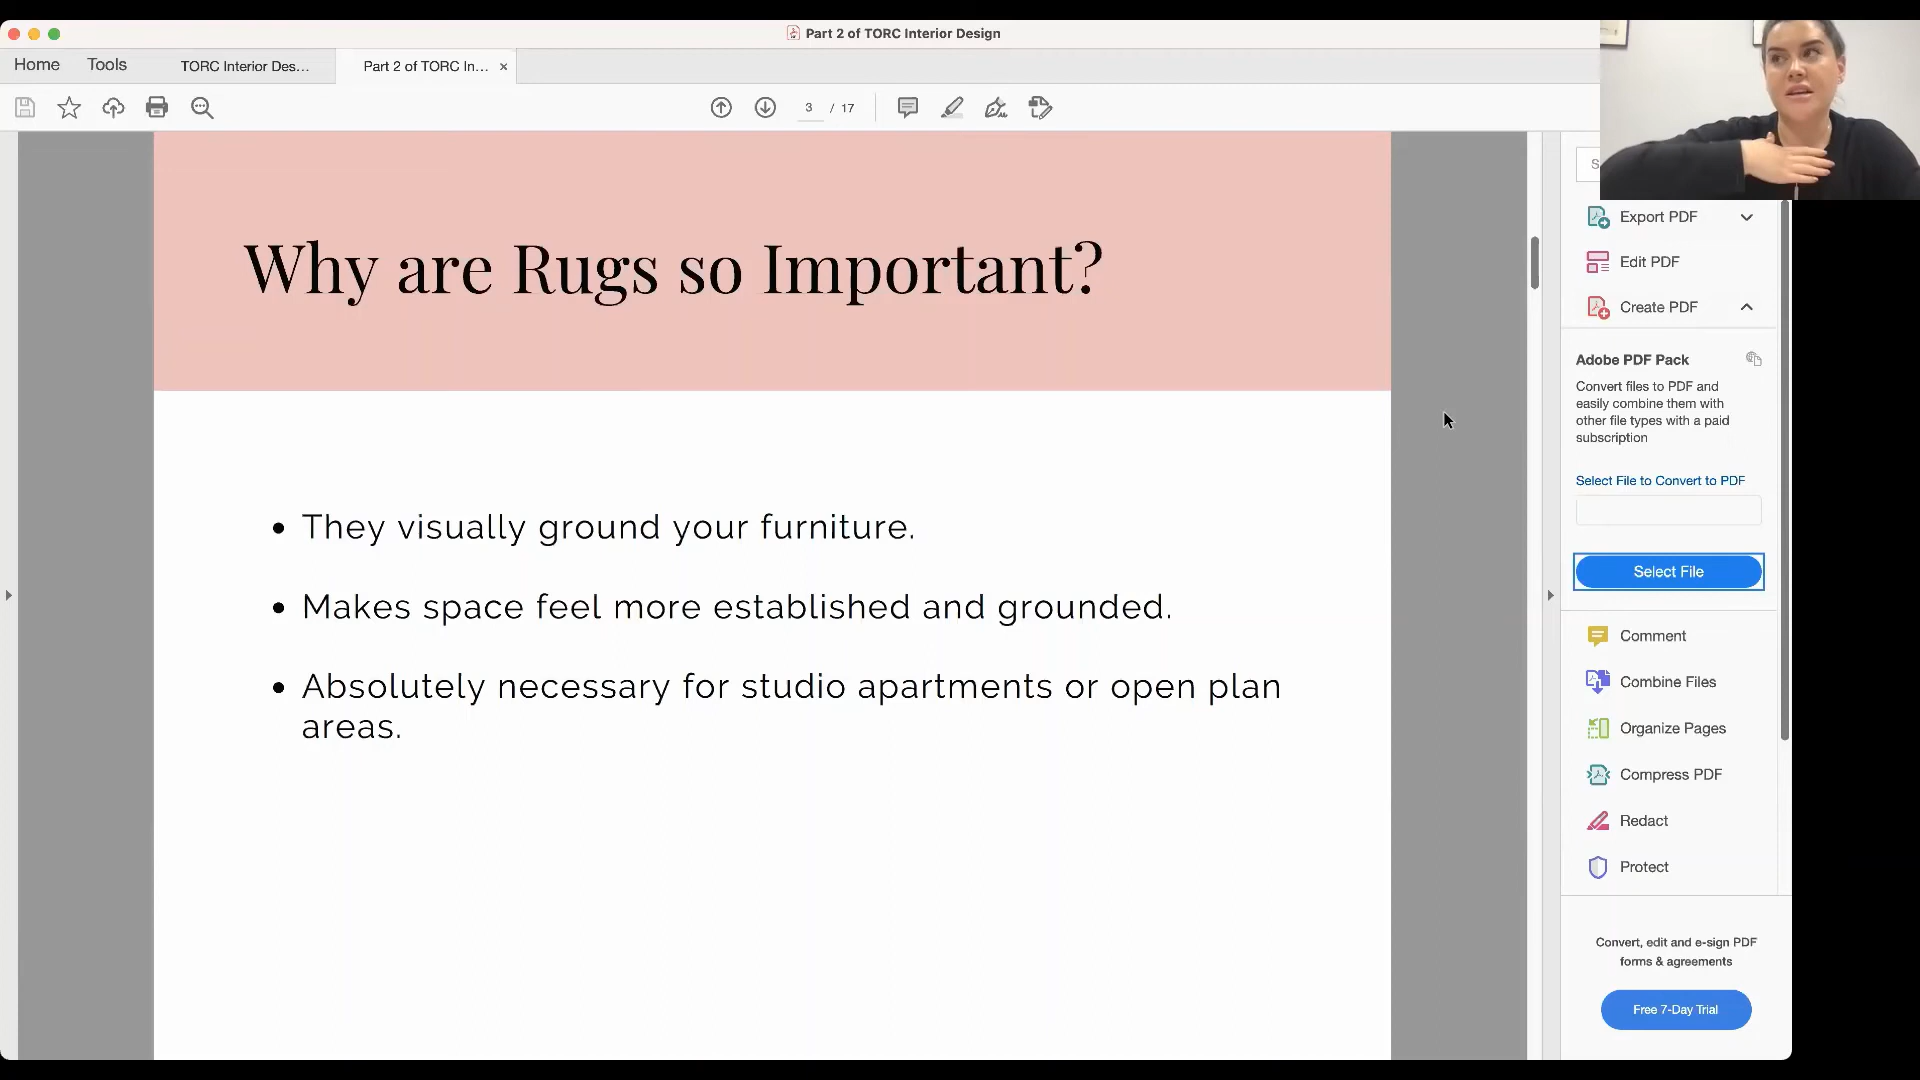 Part 2 of TORC Interior Design
Home
Tools
TORC Interior Des...
Part 2 of TORC In...
3 / 17
S
Why are Rugs so Important?
• They visually ground your furniture.
• Makes space feel more established and grounded.
• Absolutely necessary for studio apartments or open plan
areas.
Export PDF
Edit PDF
Create PDF
Adobe PDF Pack
Convert files to PDF and
easily combine them with
other file types with a paid
subscription
Select File to Convert to PDF
Select File
Comment
Combine Files
Organize Pages
Compress PDF
Redact
Protect
Convert, edit and e-sign PDF
forms & agreements
Free 7-Day Trial